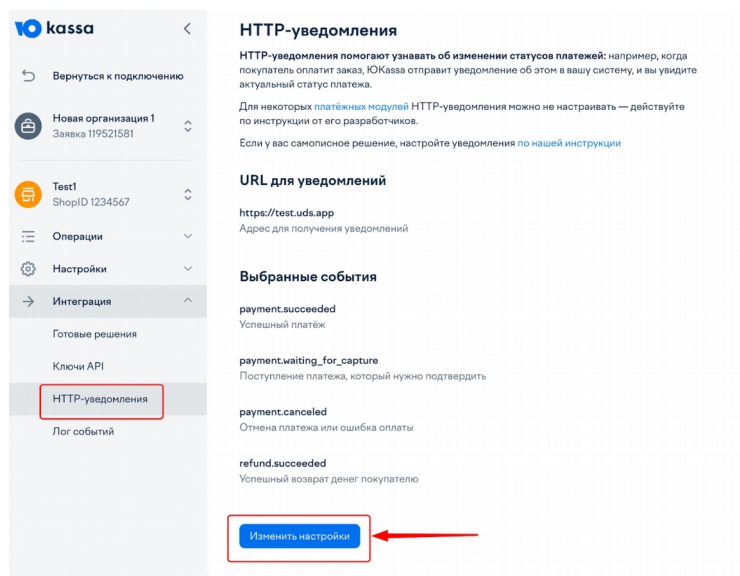 Ю kassa
Вернуться к подключению
Новая организация 1
Заявка 119521581
Test1
ShopID 1234567
Операции
Настройки
Интеграция
Готовые решения
Ключи API
HTTP-уведомления
Лог событий
HTTP-уведомления
HTTP-уведомления помогают узнавать об изменении статусов платежей: например, когда
покупатель оплатит заказ, ЮKassa отправит уведомление об этом в вашу систему, и вы увидите
актуальный статус платежа.
Для некоторых платёжных модулей HTTP-уведомления можно не настраивать — действуйте
по инструкции от его разработчиков.
Если у вас самописное решение, настройте уведомления по нашей инструкции
URL для уведомлений
https://test.uds.app
Адрес для получения уведомлений
Выбранные события
payment.succeeded
Успешный платёж
payment.waiting_for_capture
Поступление платежа, который нужно подтвердить
payment.canceled
Отмена платежа или ошибка оплаты
refund.succeeded
Успешный возврат денег покупателю
Изменить настройки